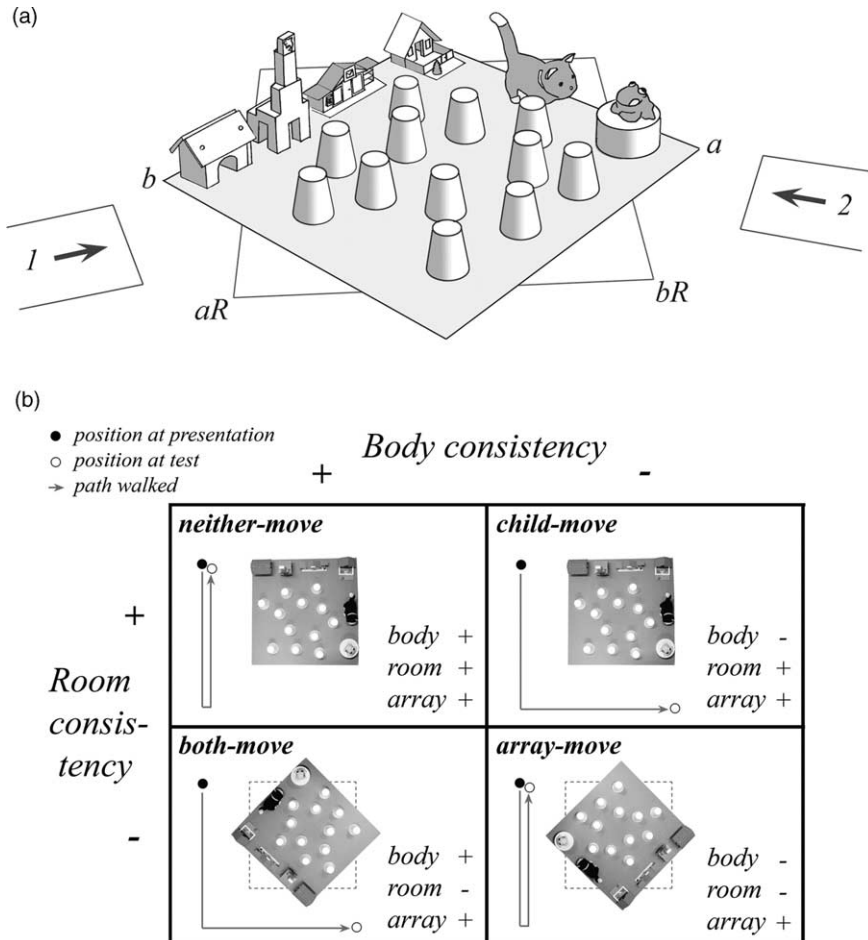 (a)
a
b
1
2
aR
bR
(b)
● position at presentation
○ position at test
→ path walked
Body consistency
+ -
neither-move
child-move
body +
room +
array +
body -
room +
array +
+
Room
consis-
tency
-
both-move
array-move
body +
room -
array +
body -
room -
array +